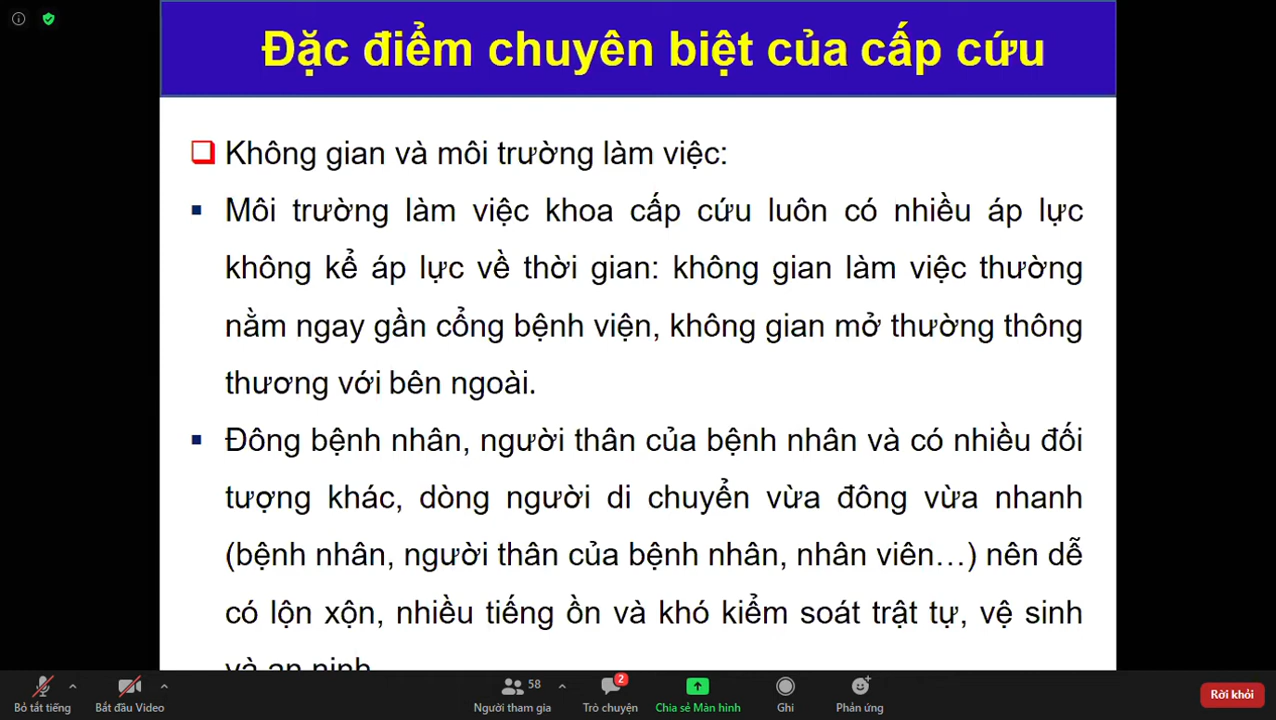 Đặc điểm chuyên biệt của cấp cứu
Không gian và môi trường làm việc:
Môi trường làm việc khoa cấp cứu luôn có nhiều áp lực
không kể áp lực về thời gian: không gian làm việc thường
nằm ngay gần cổng bệnh viện, không gian mở thường thông
thương với bên ngoài.
Đông bệnh nhân, người thân của bệnh nhân và có nhiều đối
tượng khác, dòng người di chuyển vừa đông vừa nhanh
(bệnh nhân, người thân của bệnh nhân, nhân viên…) nên dễ
có lộn xộn, nhiều tiếng ồn và khó kiểm soát trật tự, vệ sinh
và an ninh
58
2
Bỏ tắt tiếng
Bắt đầu Video
Người tham gia
Trò chuyện
Chia sẻ Màn hình
Ghi
Phản ứng
Rời khỏi